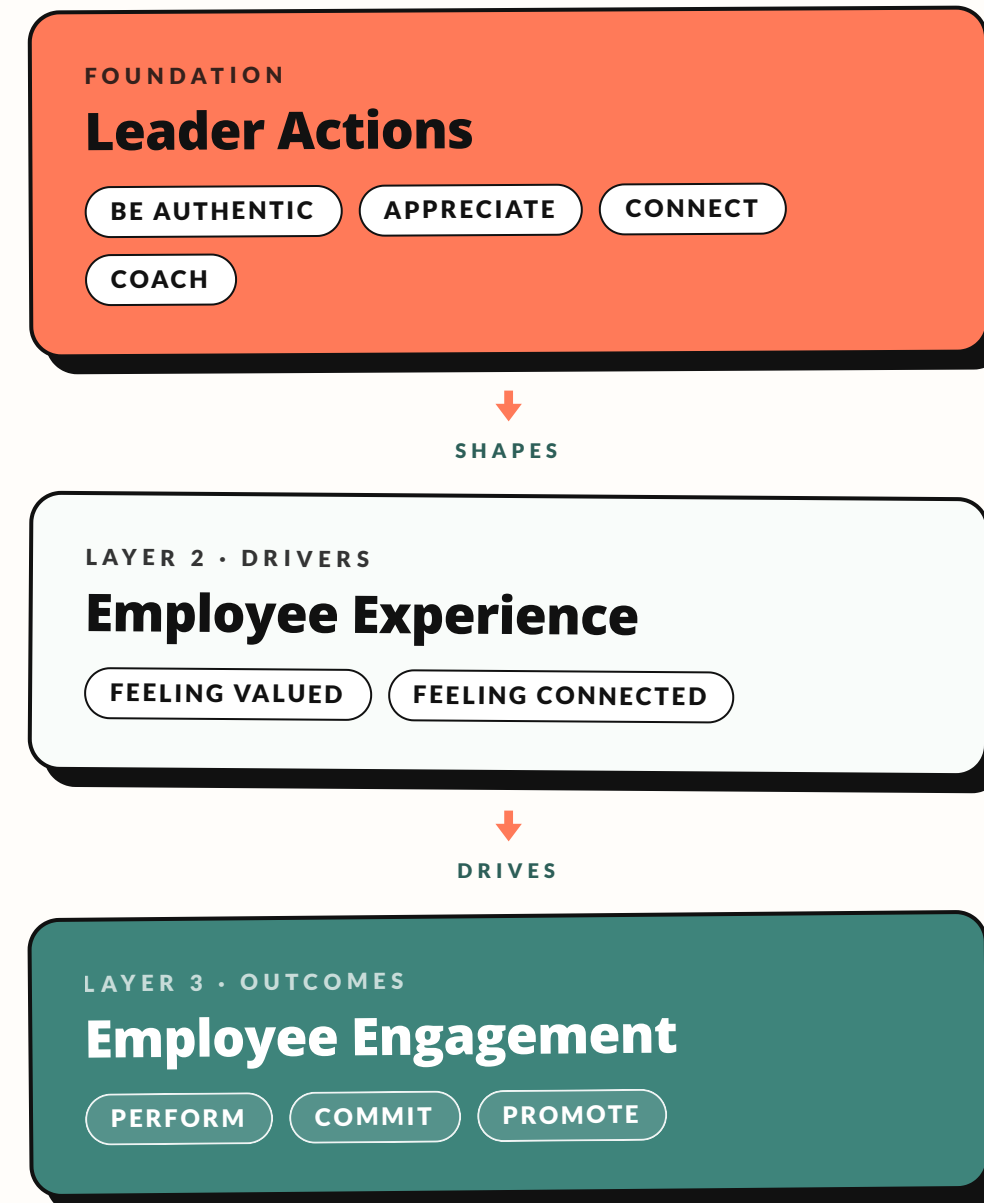 FOUNDATION
Leader Actions
BE AUTHENTIC APPRECIATE CONNECT
COACH
SHAPES
LAYER 2 · DRIVERS
Employee Experience
FEELING VALUED FEELING CONNECTED
DRIVES
LAYER 3 · OUTCOMES
Employee Engagement
PERFORM COMMIT PROMOTE